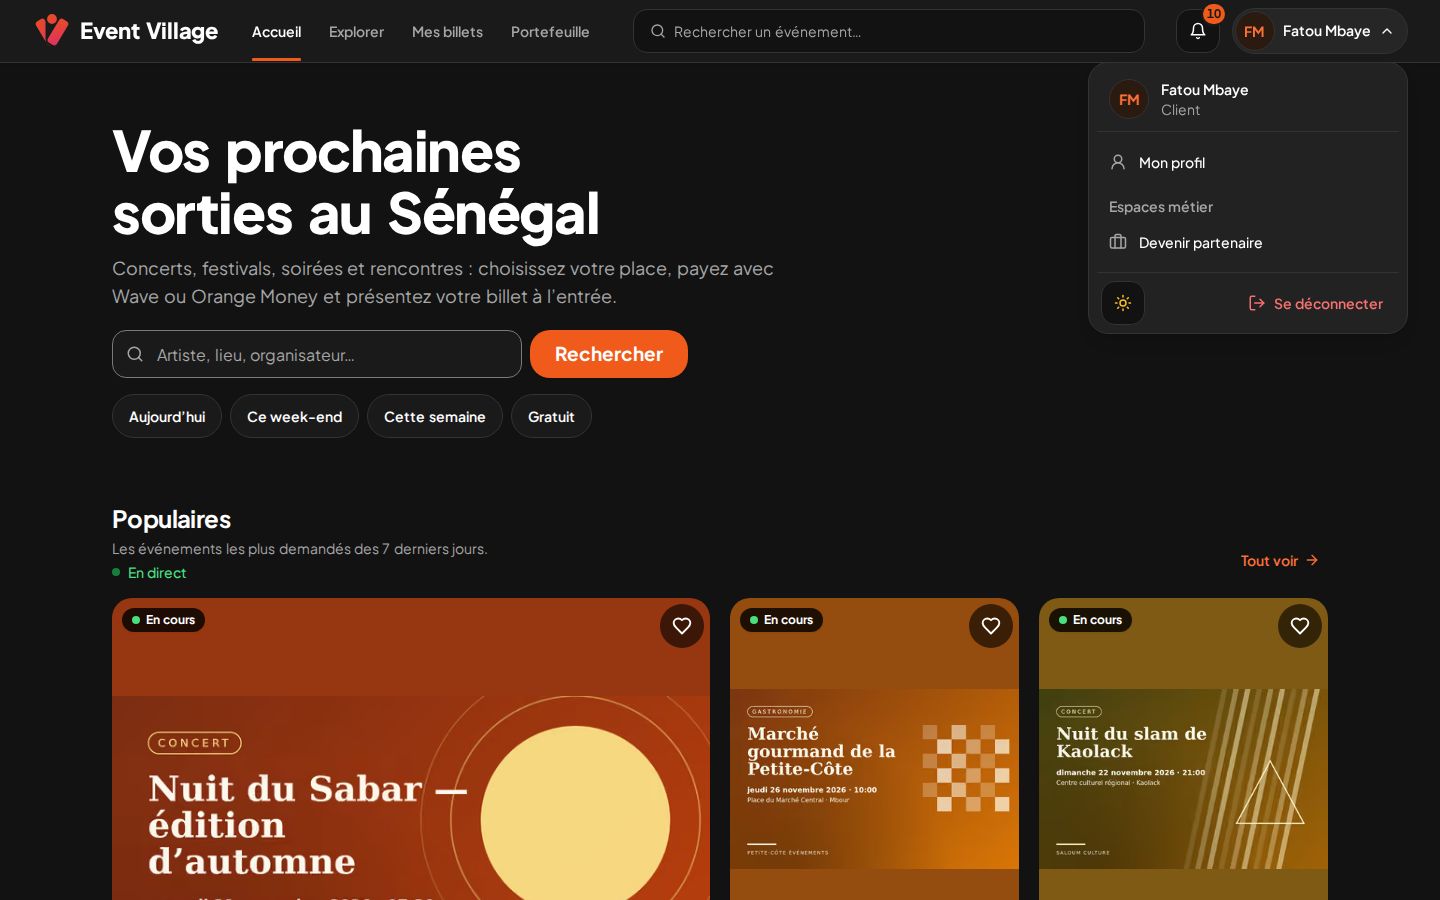 Event Village
Accueil
Explorer
Mes billets
Portefeuille
Rechercher un événement...
10
FM
Fatou Mbaye
FM
Fatou Mbaye
Client
Mon profil
Espaces métier
Devenir partenaire
Se déconnecter
Vos prochaines
sorties au Sénégal
Concerts, festivals, soirées et rencontres : choisissez votre place, payez avec
Wave ou Orange Money et présentez votre billet à l’entrée.
Artiste, lieu, organisateur...
Rechercher
Aujourd’hui
Ce week-end
Cette semaine
Gratuit
Populaires
Les événements les plus demandés des 7 derniers jours.
En direct
Tout voir
En cours
CONCERT
Nuit du Sabar —
édition
d’automne
En cours
GASTRONOMIE
Marché
gourmand de la
Petite-Côte
jeudi 26 novembre 2026 · 10:00
Place du Marché Central · Mbour
PETITE-CÔTE ÉVÉNEMENTS
En cours
CONCERT
Nuit du slam de
Kaolack
dimanche 22 novembre 2026 · 21:00
Centre culturel régional · Kaolack
SALOUM CULTURE